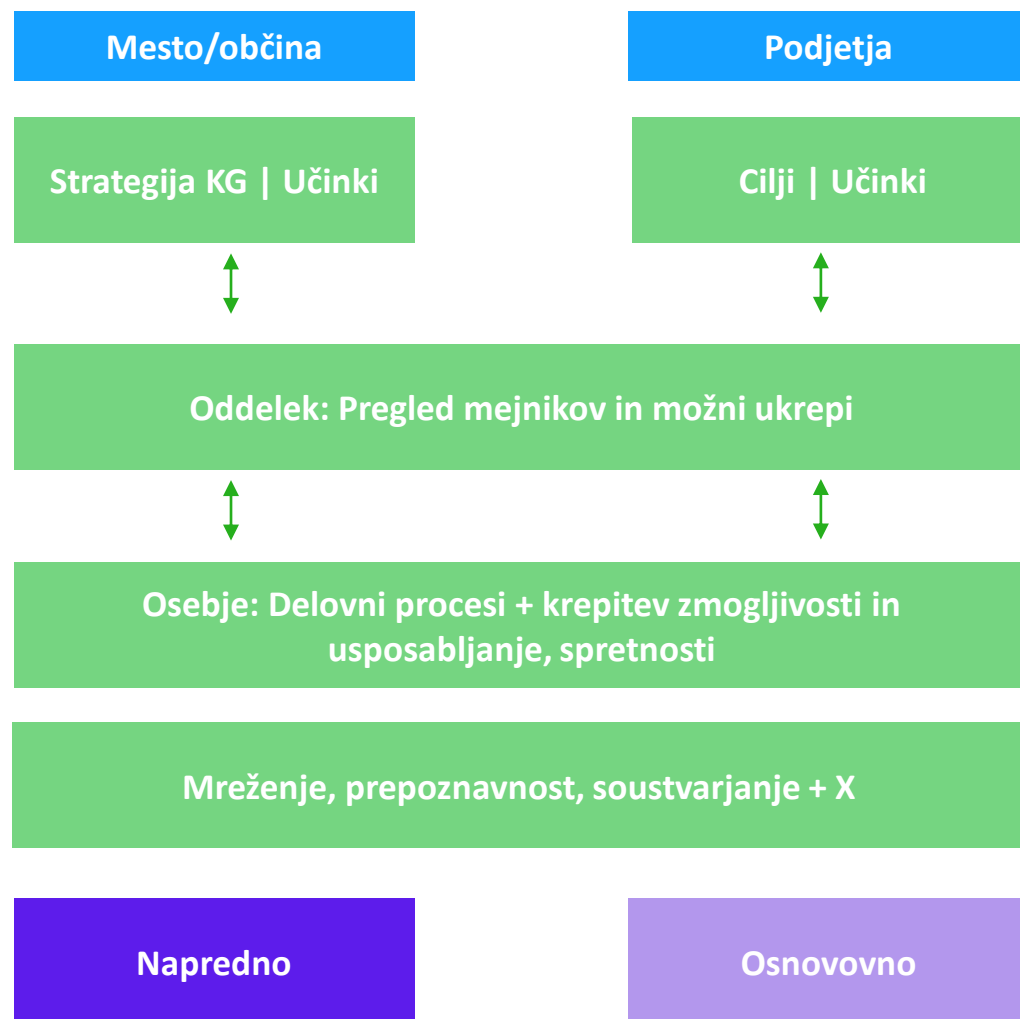 Mesto/občina
Podjetja
Strategija KG | Učinki
Cilji | Učinki
Oddelek: Pregled mejnikov in možni ukrepi
Osebje: Delovni procesi + krepitev zmogljivosti in
usposabljanje, spretnosti
Mreženje, prepoznavnost, soustvarjanje + X
Napredno
Osnovovno